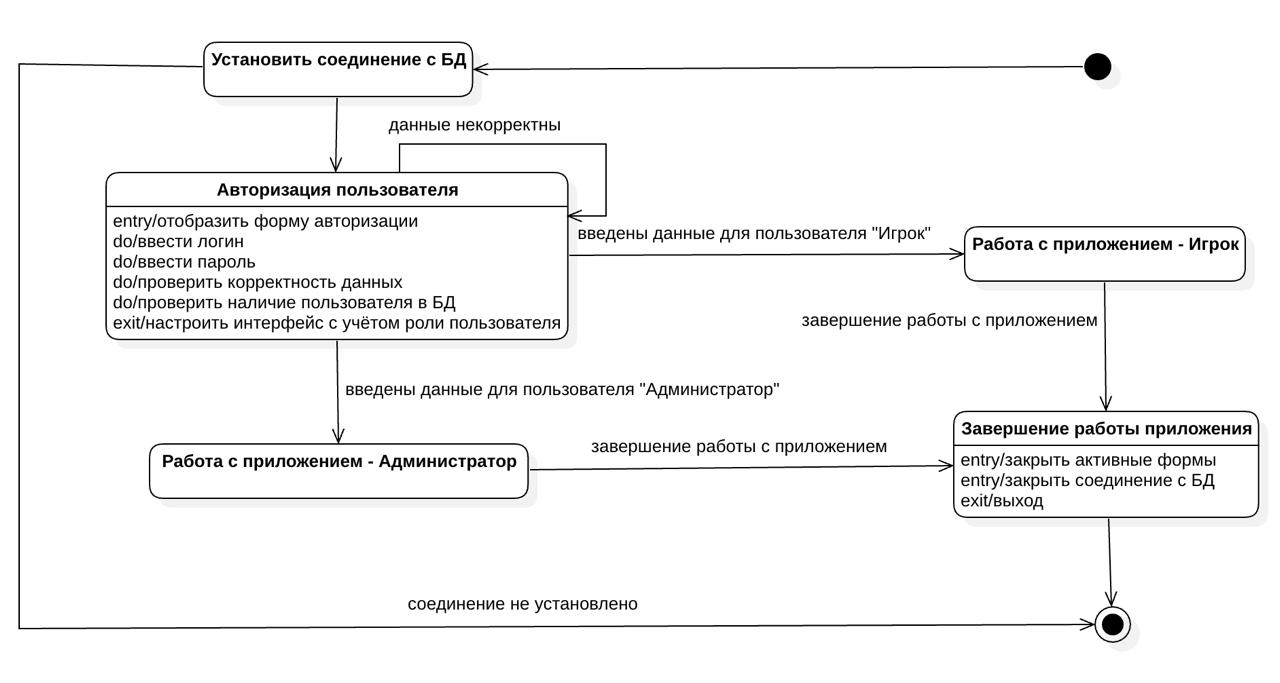 Установить соединение с БД
данные некорректны
Авторизация пользователя
entry/отобразить форму авторизации
do/ввести логин
do/ввести пароль
do/проверить корректность данных
do/проверить наличие пользователя в БД
exit/настроить интерфейс с учётом роли пользователя
введены данные для пользователя "Игрок"
Работа с приложением - Игрок
завершение работы с приложением
введены данные для пользователя "Администратор"
Работа с приложением - Администратор
завершение работы с приложением
Завершение работы приложения
entry/закрыть активные формы
entry/закрыть соединение с БД
exit/выход
соединение не установлено